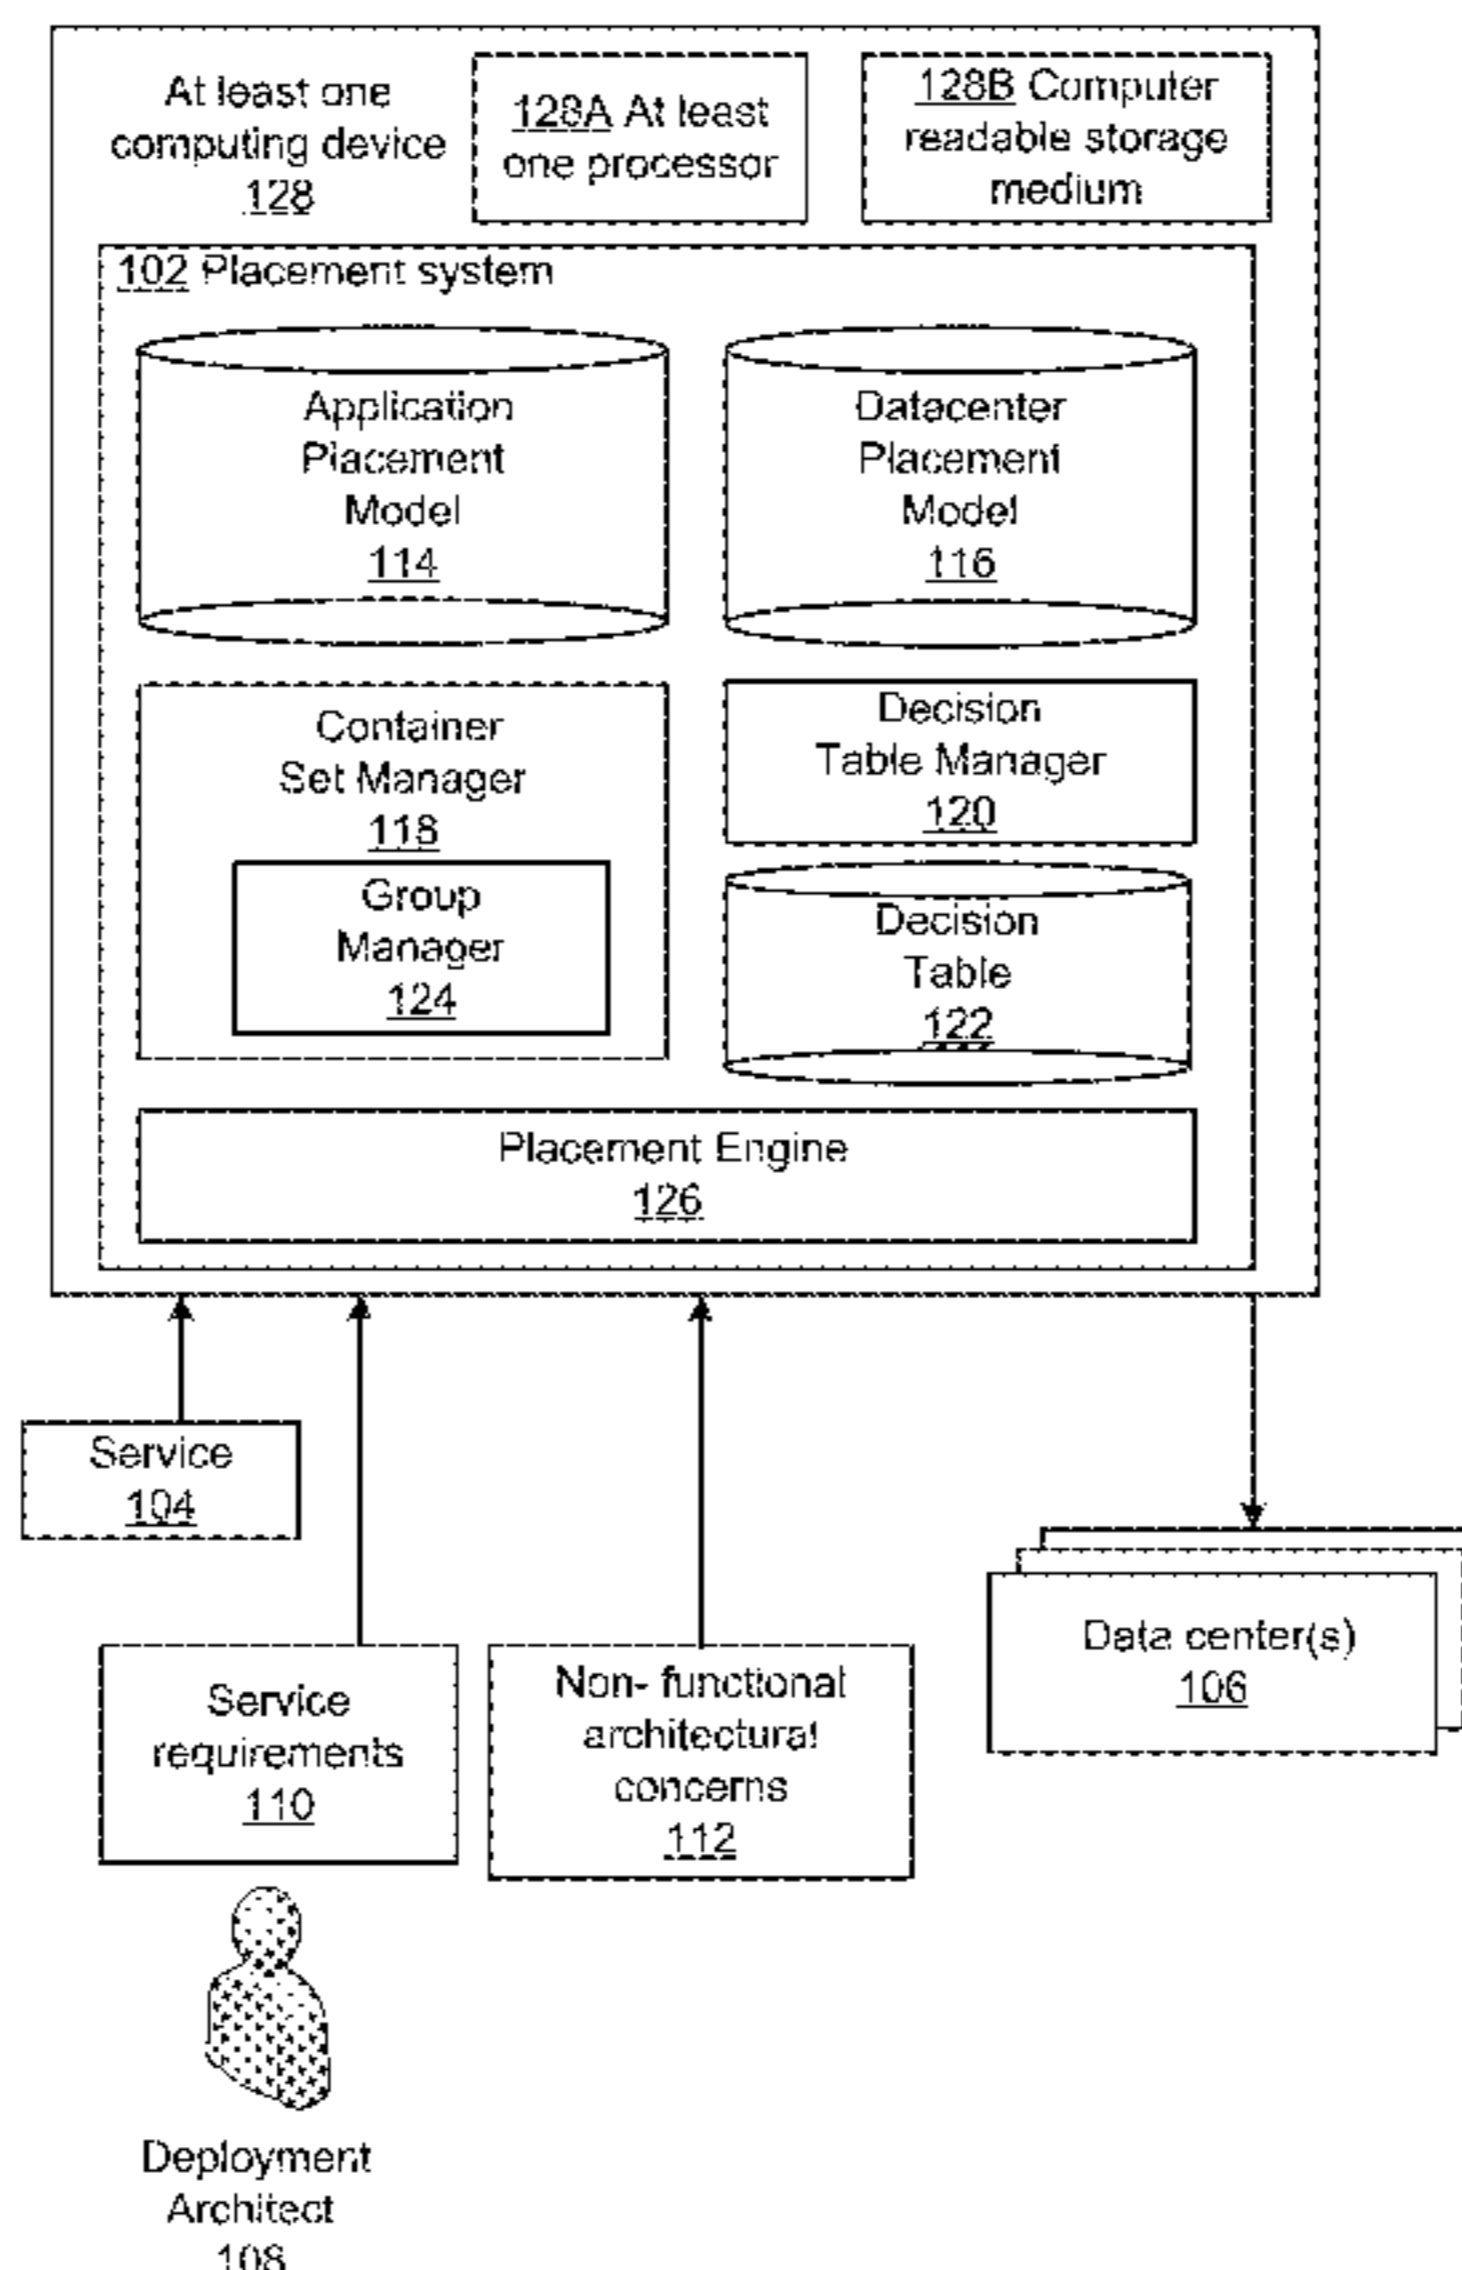 At least one
computing device
128
128A At least
one processor
128B Computer
readable storage
medium
102 Placement system
Application
Placement
Model
114
Datacenter
Placement
Model
116
Container
Set Manager
118
Group
Manager
124
Decision
Table Manager
120
Decision
Table
122
Placement Engine
126
Service
104
Service
requirements
110
Non- functional
architectural
concerns
112
Data center(s)
106
Deployment
Architect
108